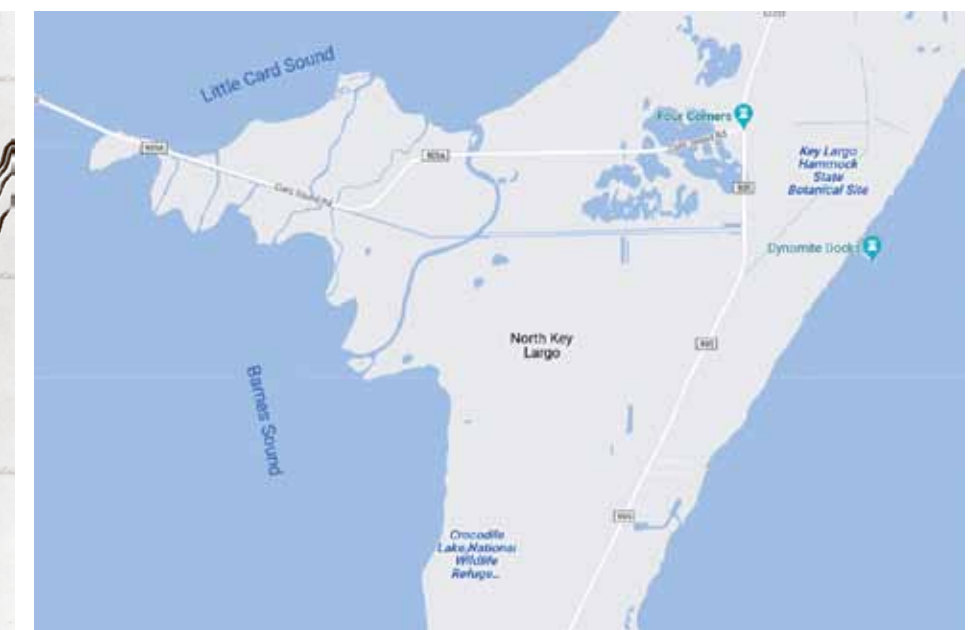 Little Card Sound
Four Corners
905A
905A
Card Sound Rd
Key Largo
Hammock
State
Botanical Site
905
Dynamite Docks
North Key
Largo
905
Barnes Sound
905
Crocodile
Lake National
Wildlife
Refuge...